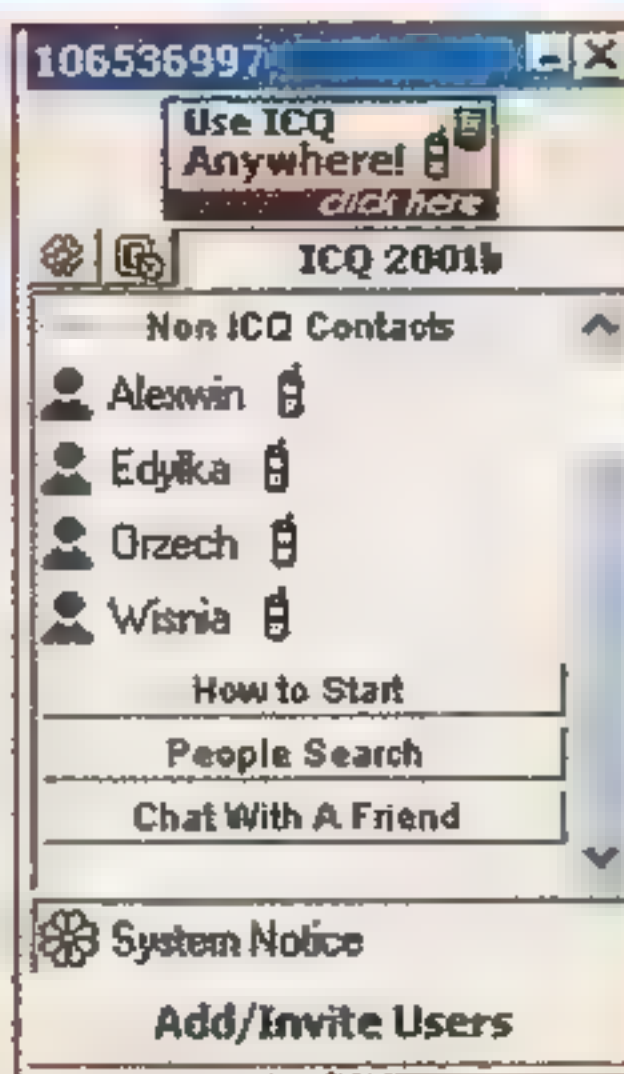 106536997
Use ICQ
Anywhere!
click here
ICQ 2001b
Non ICQ Contacts
Alexwin
Edylka
Orzech
Wisnia
How to Start
People Search
Chat With A Friend
System Notice
Add/Invite Users